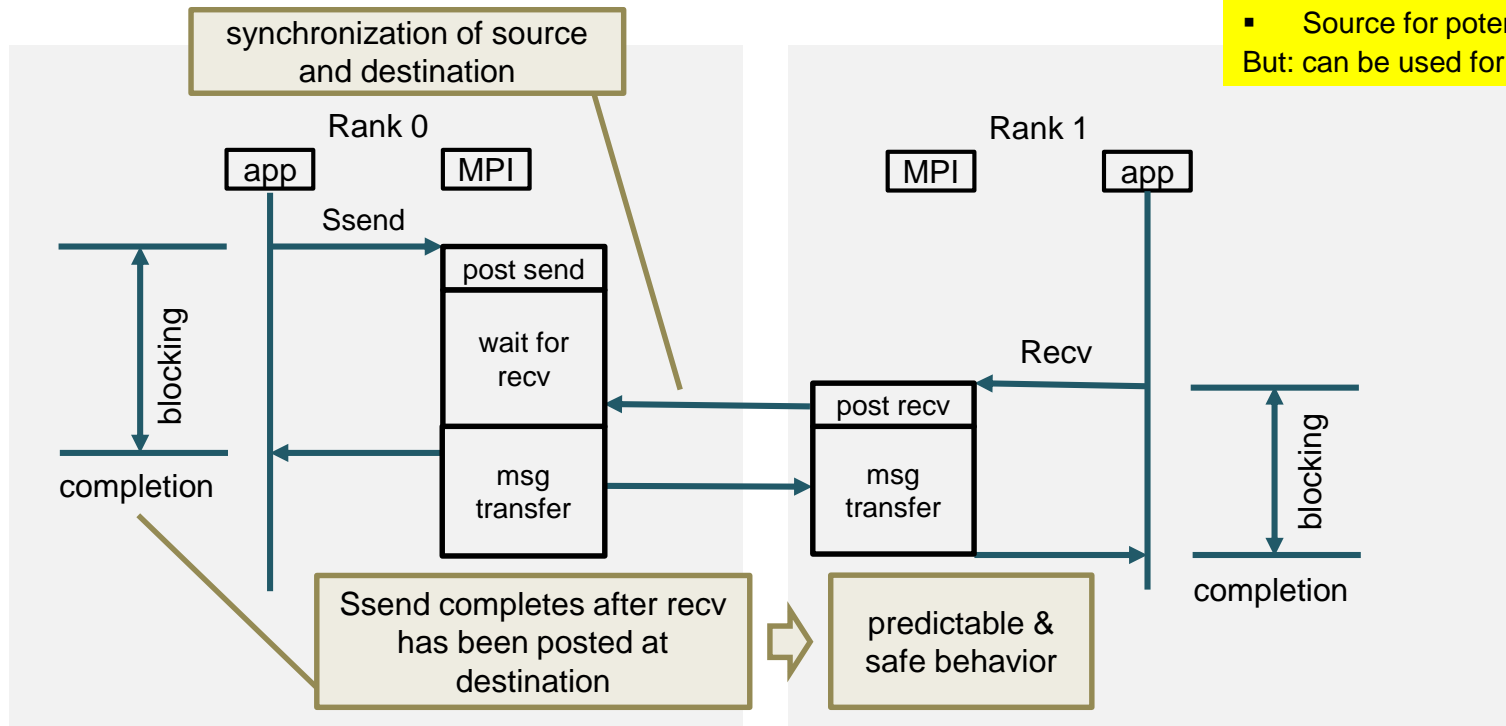 synchronization of source
and destination
▪ Source for
But: can be used for
Rank 0
Rank 1
app
MPI
MPI
app
Ssend
post send
wait for
recv
blocking
Recv
post recv
msg
transfer
msg
transfer
completion
blocking
completion
Ssend completes after recv
has been posted at
destination
predictable &
safe behavior